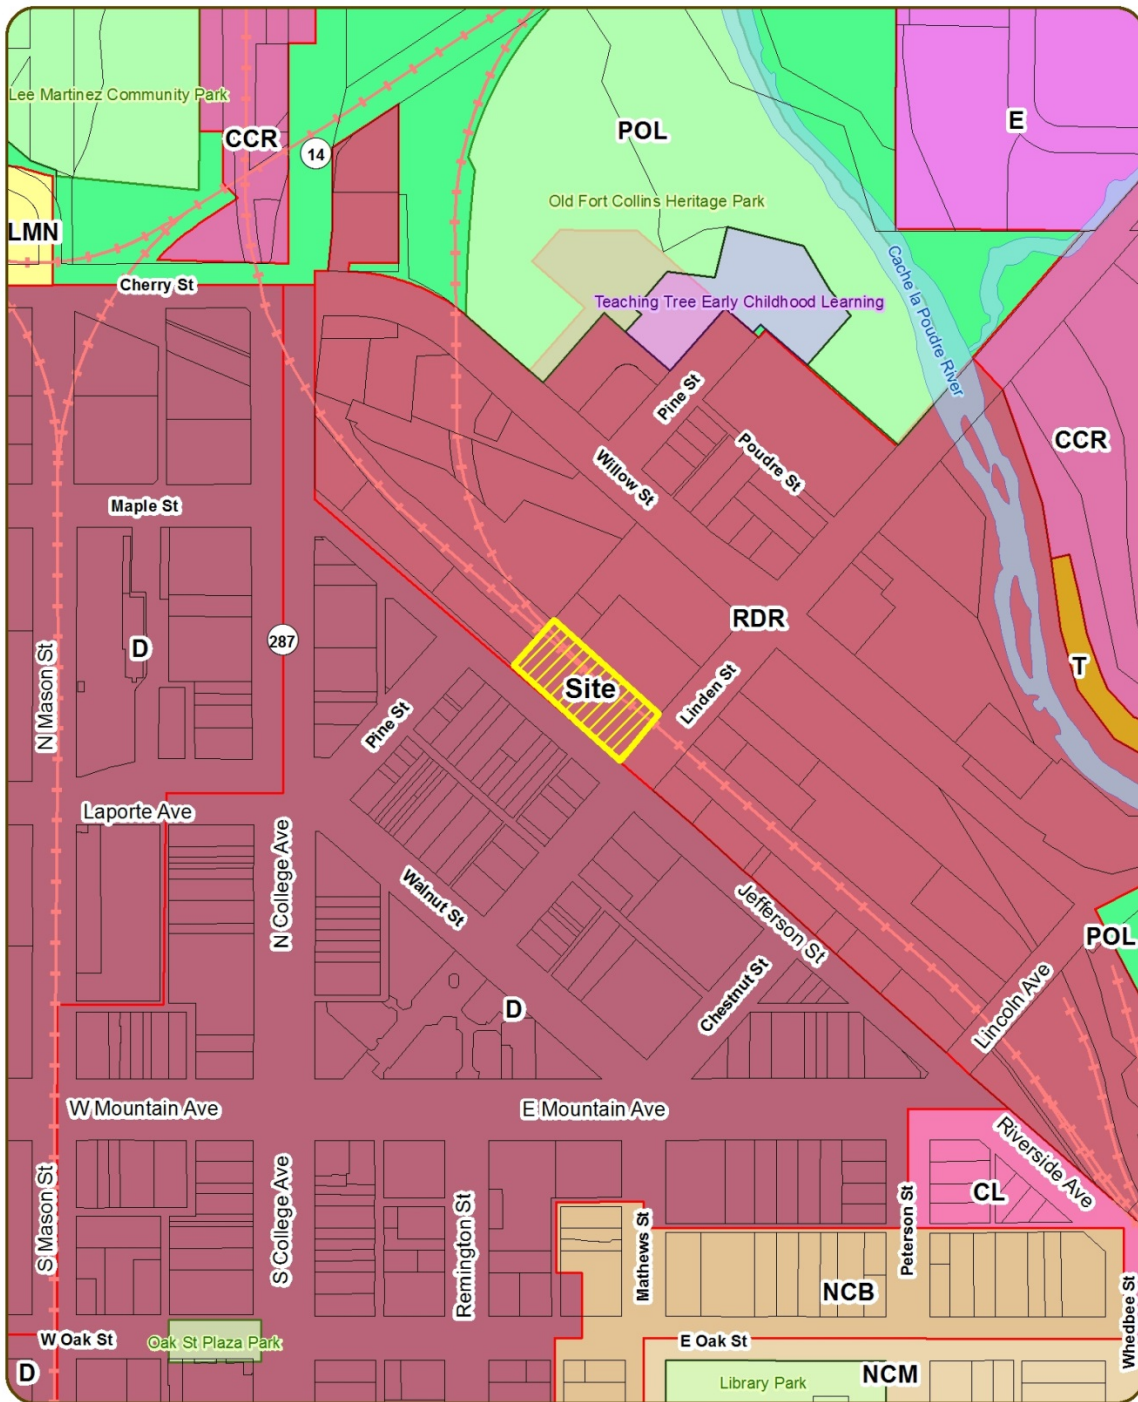 Lee Martinez Community Park
CCR
14
POL
E
Old Fort Collins Heritage Park
LMN
Cherry St
Teaching Tree Early Childhood Learning
Cache la Poudre River
Pine St
CCR
Willow St
Poudre St
Maple St
RDR
287
D
T
Site
Linden St
N Mason St
Pine St
Laporte Ave
N College Ave
Walnut St
Jefferson St
POL
Chestnut St
D
Lincoln Ave
W Mountain Ave
E Mountain Ave
Riverside Ave
S Mason St
S College Ave
Remington St
CL
Peterson St
Mathews St
NCB
Whedbee St
W Oak St
Oak St Plaza Park
E Oak St
D
Library Park
NCM